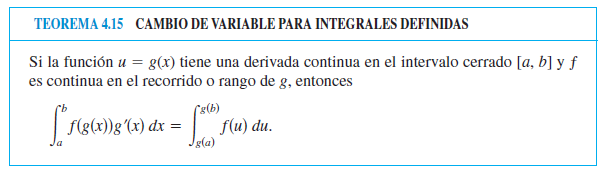 TEOREMA 4.15 CAMBIO DE VARIABLE PARA INTEGRALES DEFINIDAS
Si la función u = g(x) tiene una derivada continua en el intervalo cerrado [a, b] y f
es continua en el recorrido o rango de g, entonces
∫_a^b f(g(x))g′(x) dx = ∫_{g(a)}^{g(b)} f(u) du.